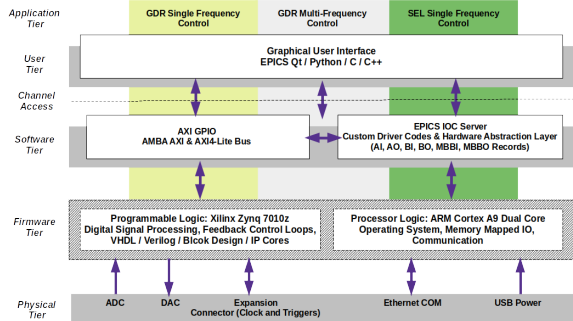 Application
Tier
GDR Single Frequency
Control
GDR Multi-Frequency
Control
SEL Single Frequency
Control
User
Tier
Graphical User Interface
EPICS Qt / Python / C / C++
Channel
Access
Software
Tier
AXI GPIO
AMBA AXI & AXI4-Lite Bus
EPICS IOC Server
Custom Driver Codes & Hardware Abstraction Layer
(AI, AO, BI, BO, MBBI, MBBO Records)
Firmware
Tier
Programmable Logic: Xilinx Zynq 7010z
Digital Signal Processing, Feedback Control Loops,
VHDL / Verilog / Blcok Design / IP Cores
Processor Logic: ARM Cortex A9 Dual Core
Operating System, Memory Mapped IO,
Communication
Physical
Tier
ADC
DAC
Expansion
Connector (Clock and Triggers)
Ethernet COM
USB Power